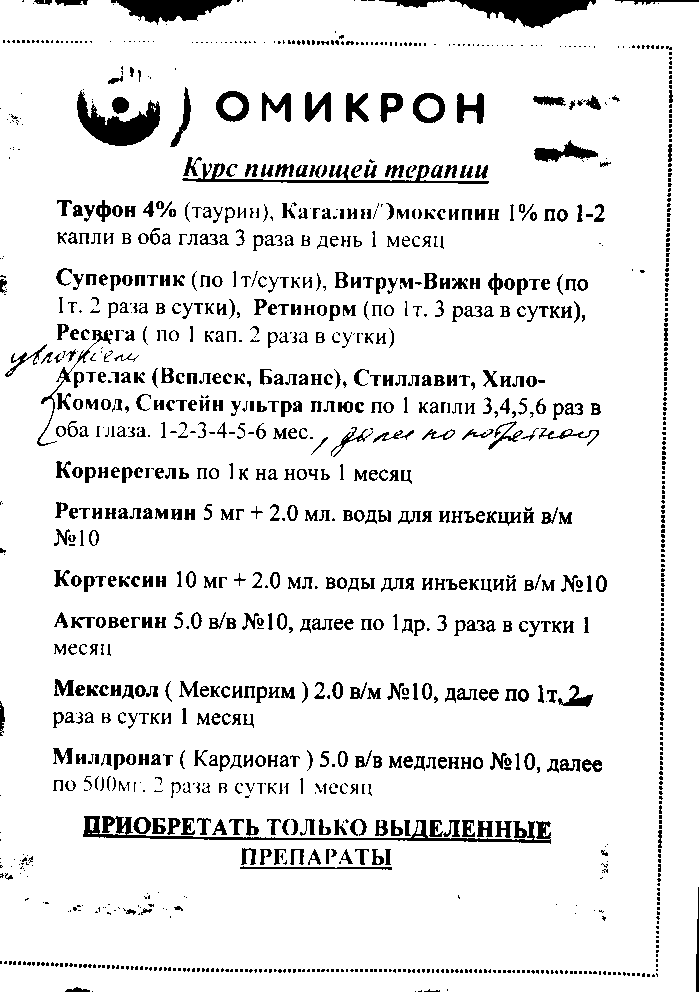 ОМИКРОН
Курс питающей терапии
Тауфон 4% (таурин), Каталин/Эмоксипин 1% по 1-2
капли в оба глаза 3 раза в день 1 месяц
Супероптик (по 1т/сутки), Витрум-Вижн форте (по
1т. 2 раза в сутки), Ретинорм (по 1т. 3 раза в сутки),
Ресвега ( по 1 кап. 2 раза в сутки)
Артелак (Всплеск, Баланс), Стиллавит, Хило-
Комод, Систейн ультра плюс по 1 капли 3,4,5,6 раз в
оба глаза. 1-2-3-4-5-6 мес., далее по
Корнерегель по 1к на ночь 1 месяц
Ретиналамин 5 мг + 2.0 мл. воды для инъекций в/м
№10
Кортексин 10 мг + 2.0 мл. воды для инъекций в/м №10
Актовегин 5.0 в/в №10, далее по 1др. 3 раза в сутки 1
месяц
Мексидол ( Мексиприм ) 2.0 в/м №10, далее по 1т. 2
раза в сутки 1 месяц
Милдронат ( Кардионат ) 5.0 в/в медленно №10, далее
по 500мг. 2 раза в сутки 1 месяц
ПРИОБРЕТАТЬ ТОЛЬКО ВЫДЕЛЕННЫЕ
ПРЕПАРАТЫ